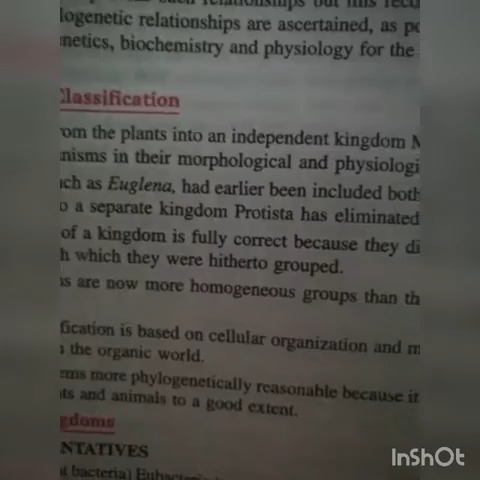 logenetic relationships are ascertained, as
netics, biochemistry and physiology for the
Classification
rom the plants into an independent kingdom
nisms in their morphological and physiologi
ch as Euglena, had earlier been included both
o a separate kingdom Protista has eliminated
of a kingdom is fully correct because they di
h which they were hitherto grouped.
s are now more homogeneous groups than th
fication is based on cellular organization and m
the organic world.
ems more phylogenetically reasonable because it
ts and animals to a good extent.
gdoms
NTATIVES
t bacteria)
InShOt